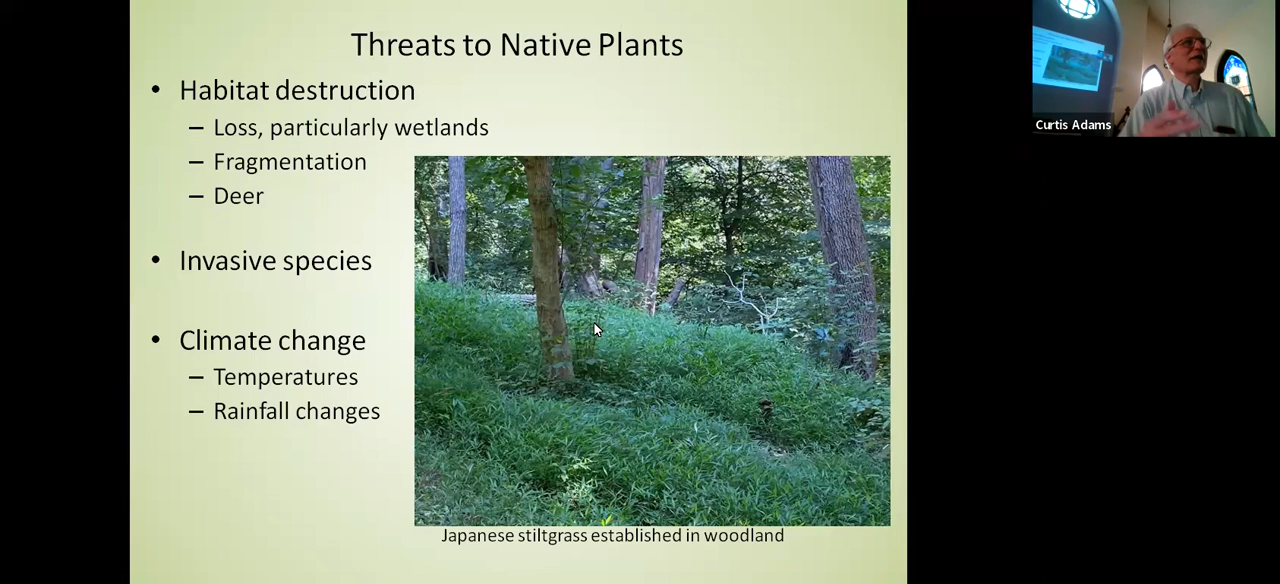 Threats to Native Plants
• Habitat destruction
– Loss, particularly wetlands
– Fragmentation
– Deer
• Invasive species
• Climate change
– Temperatures
– Rainfall changes
Japanese stiltgrass established in woodland
Curtis Adams